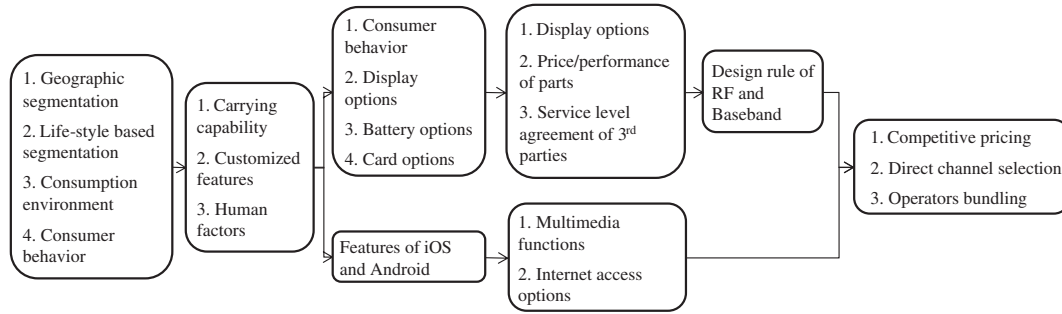 1. Geographic
segmentation
2. Life-style based
segmentation
3. Consumption
environment
4. Consumer
behavior
1. Carrying
capability
2. Customized
features
3. Human
factors
1. Consumer
behavior
2. Display
options
3. Battery options
4. Card options
1. Display options
2. Price/performance
of parts
3. Service level
agreement of 3rd
parties
Design rule of
RF and
Baseband
Features of iOS
and Android
1. Multimedia
functions
2. Internet access
options
1. Competitive pricing
2. Direct channel selection
3. Operators bundling